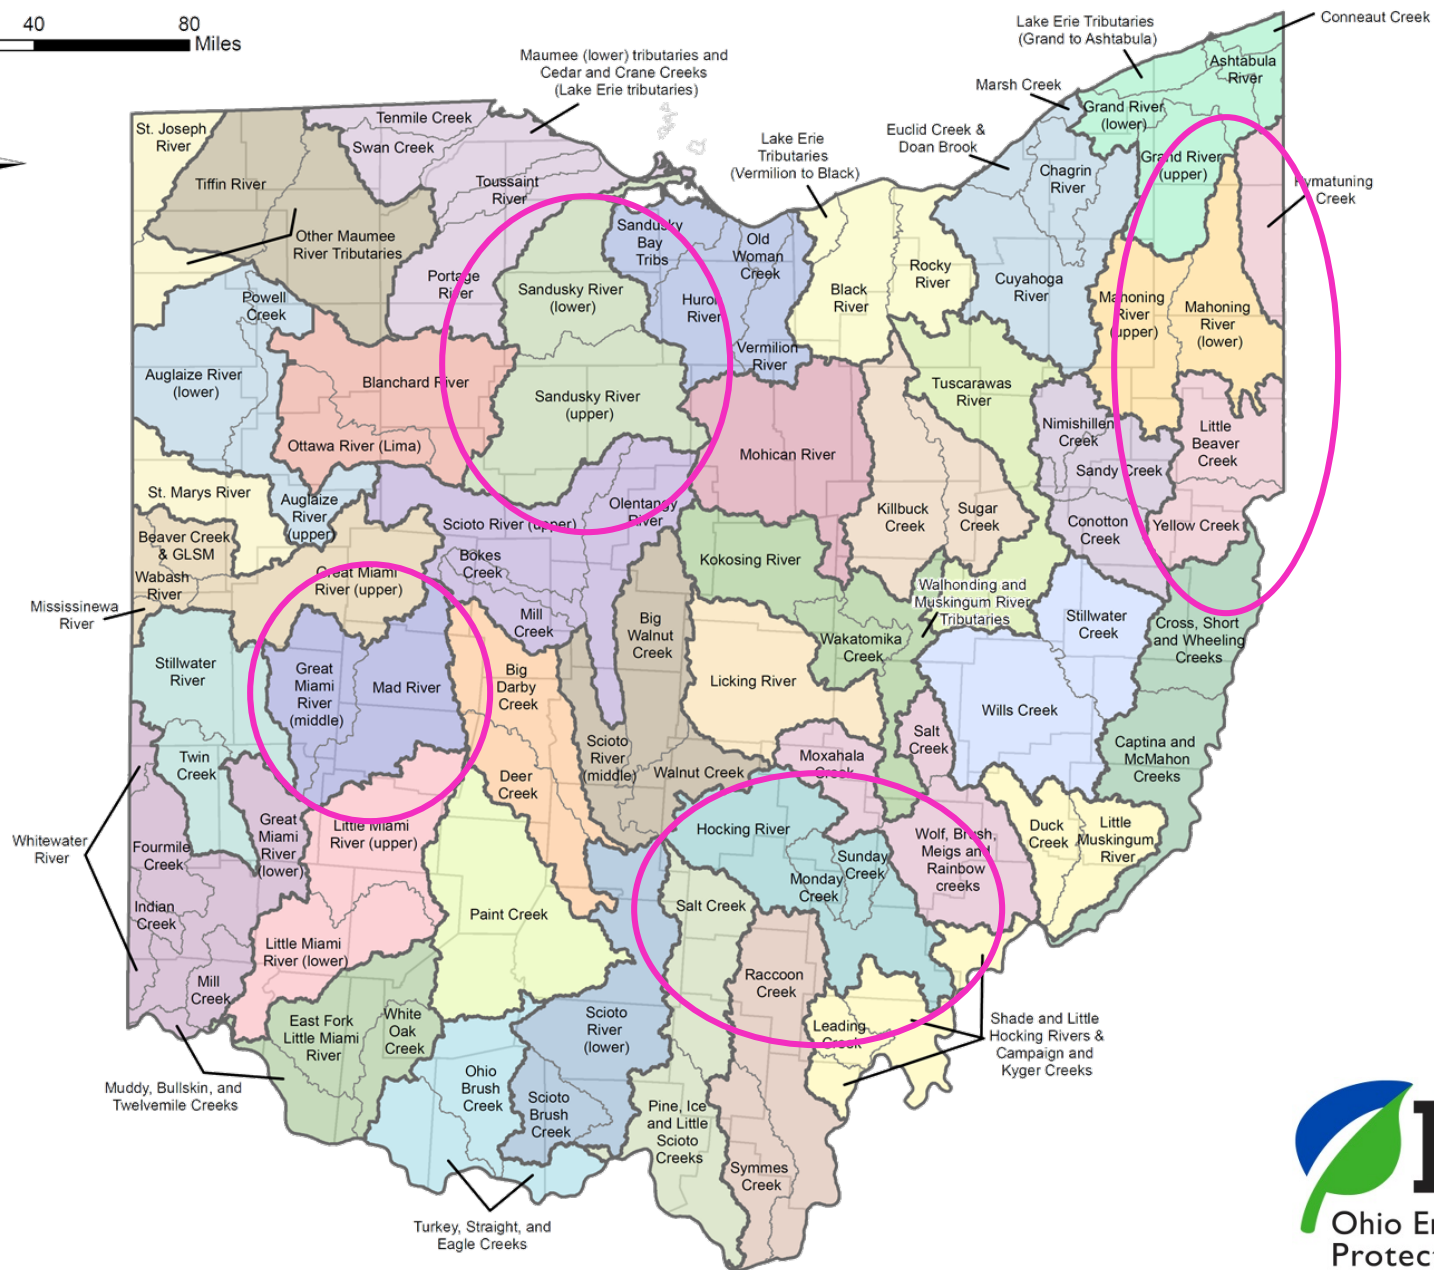 40
80
Miles
Conneaut Creek
Lake Erie Tributaries
(Grand to Ashtabula)
Maumee (lower) tributaries and
Cedar and Crane Creeks
(Lake Erie tributaries)
Ashtabula
River
Marsh Creek
Grand River
(lower)
Tenmile Creek
St. Joseph
River
Euclid Creek &
Doan Brook
Lake Erie
Tributaries
(Vermilion to Black)
Swan Creek
Grand River
(upper)
Chagrin
River
Tiffin River
Toussaint
River
Pymatuning
Creek
Sandusky
Bay
Tribs
Old
Woman
Creek
Other Maumee
River Tributaries
Portage
River
Rocky
River
Cuyahoga
River
Sandusky River
(lower)
Black
River
Powell
Creek
Huron
River
Mahoning
River
(upper)
Mahoning
River
(lower)
Vermilion
River
Auglaize River
(lower)
Blanchard River
Tuscarawas
River
Sandusky River
(upper)
Nimishillen
Creek
Little
Beaver
Creek
Ottawa River (Lima)
Mohican River
Sandy Creek
St. Marys River
Auglaize
River
(upper)
Olentangy
River
Scioto River (upper)
Killbuck
Creek
Sugar
Creek
Conotton
Creek
Yellow Creek
Beaver Creek
& GLSM
Bokes
Creek
Kokosing River
Wabash
River
Great Miami
River (upper)
Mississinewa
River
Walhonding and
Muskingum River
Tributaries
Mill
Creek
Big
Walnut
Creek
Stillwater
Creek
Cross, Short
and Wheeling
Creeks
Wakatomika
Creek
Stillwater
River
Great
Miami
River
(middle)
Mad River
Big
Darby
Creek
Licking River
Wills Creek
Salt
Creek
Scioto
River
(middle)
Captina and
McMahon
Creeks
Twin
Creek
Deer
Creek
Walnut Creek
Moxahala
Creek
Whitewater
River
Fourmile
Creek
Great
Miami
River
(lower)
Little Miami
River (upper)
Hocking River
Wolf, Brush,
Meigs and
Rainbow
creeks
Duck
Creek
Little
Muskingum
River
Sunday
Creek
Monday
Creek
Indian
Creek
Paint Creek
Salt Creek
Little Miami
River (lower)
Raccoon
Creek
Mill
Creek
East Fork
Little Miami
River
White
Oak
Creek
Scioto
River
(lower)
Leading
Creek
Shade and Little
Hocking Rivers &
Campaign and
Kyger Creeks
Muddy, Bullskin, and
Twelvemile Creeks
Ohio
Brush
Creek
Scioto
Brush
Creek
Pine, Ice
and Little
Scioto
Creeks
Symmes
Creek
Turkey, Straight, and
Eagle Creeks
Ohio En
Protec